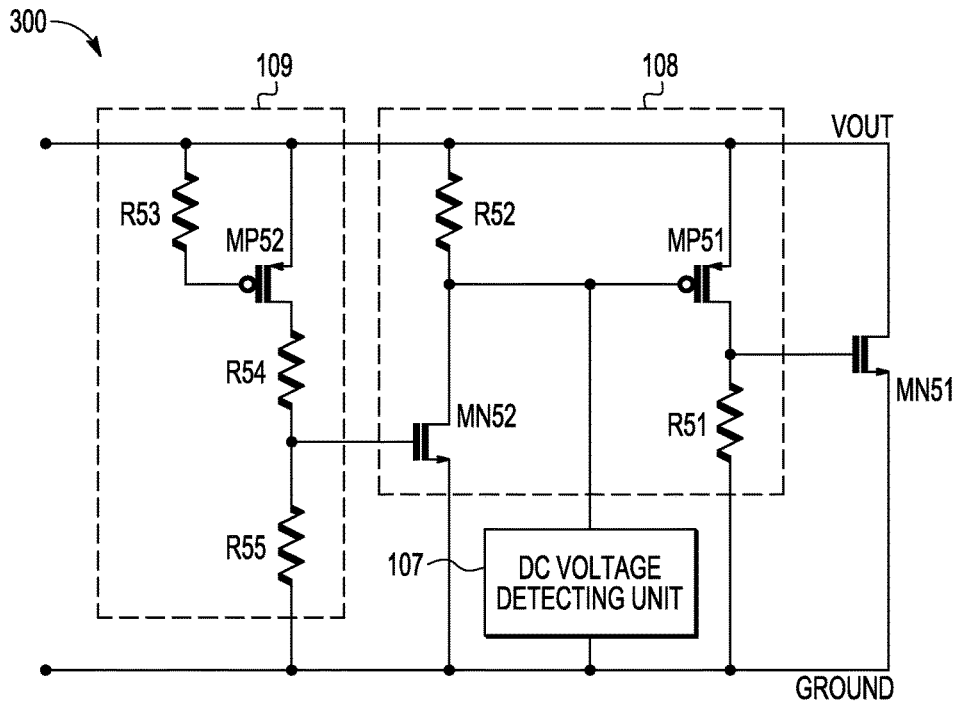 300
109
108
VOUT
R53
MP52
R52
MP51
R54
MN52
R51
MN51
R55
107
DC VOLTAGE
DETECTING UNIT
GROUND